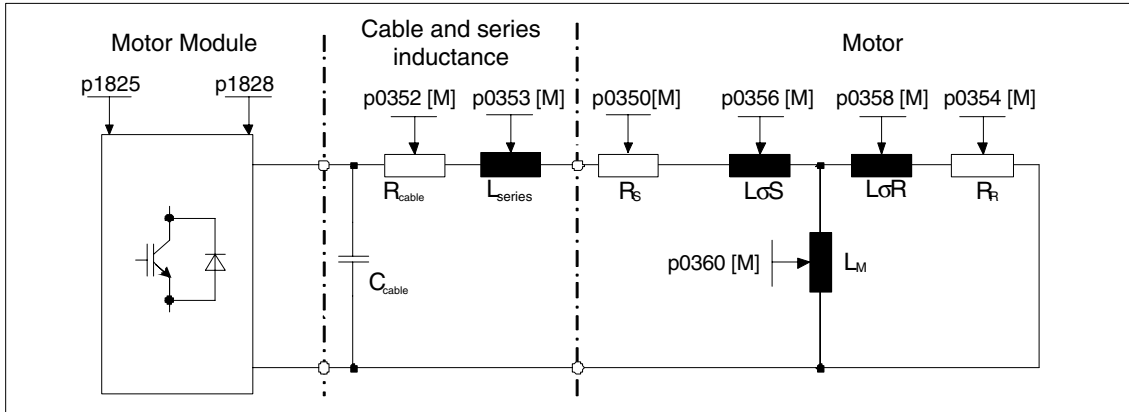 Motor Module
Cable and series
inductance
Motor
p1825
p1828
p0352 [M]
p0353 [M]
p0350[M]
p0356 [M]
p0358 [M]
p0354 [M]
Rcable
Lseries
RS
LσS
LσR
RR
p0360 [M]
LM
Ccable